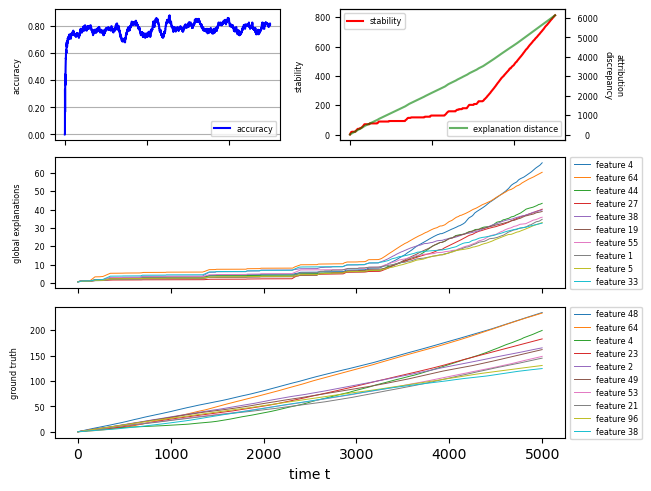 accuracy
0.80
0.60
0.40
0.20
0.00
accuracy
stability
800
600
400
200
0
stability
explanation distance
6000
5000
4000
3000
2000
1000
0
attribution
discrepancy
global explanations
60
50
40
30
20
10
0
feature 4
feature 64
feature 44
feature 27
feature 38
feature 19
feature 55
feature 1
feature 5
feature 33
ground truth
200
150
100
50
0
feature 48
feature 64
feature 4
feature 23
feature 2
feature 49
feature 53
feature 21
feature 96
feature 38
0 1000 2000 3000 4000 5000
time t